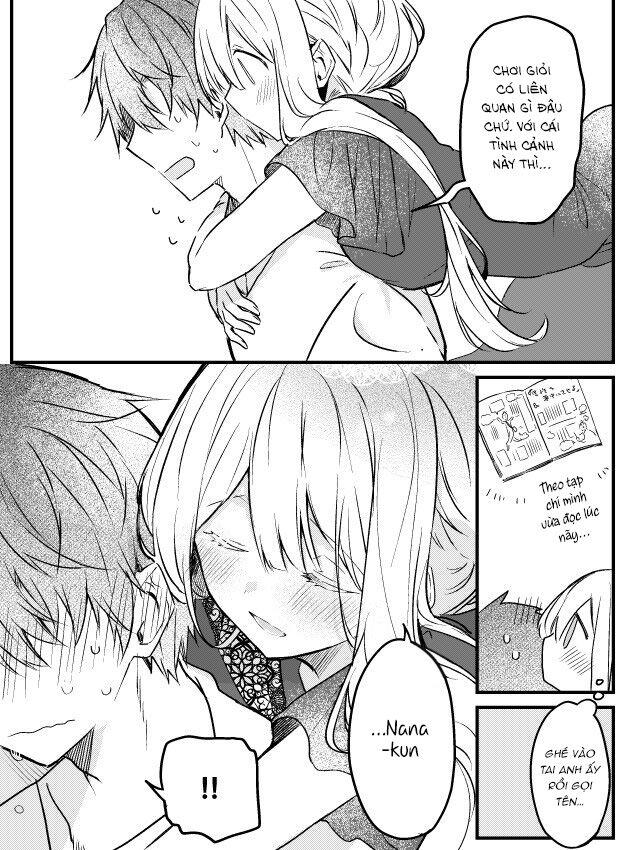 CHƠI GIỎI
CÓ LIÊN
QUAN GÌ ĐÂU
CHỨ. VỚI CÁI
TÌNH CẢNH
NÀY THÌ...
Theo tạp
chí mình
vừa đọc lúc
nãy...
GHÉ VÀO
TAI ANH ẤY
RỒI GỌI
TÊN...
...Nana
-kun
!!